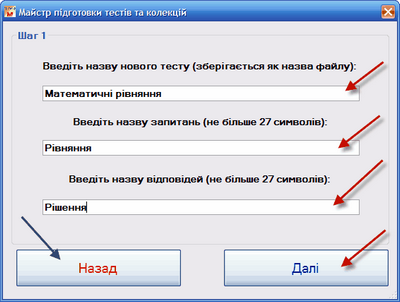 Майстр підготовки тестів та колекцій
Шаг 1
Введіть назву нового тесту (зберігається як назва файлу):
Математичні рівняння
Введіть назву запитань (не більше 27 символів):
Рівняння
Введіть назву відповідей (не більше 27 символів):
Рішення
Назад Далі